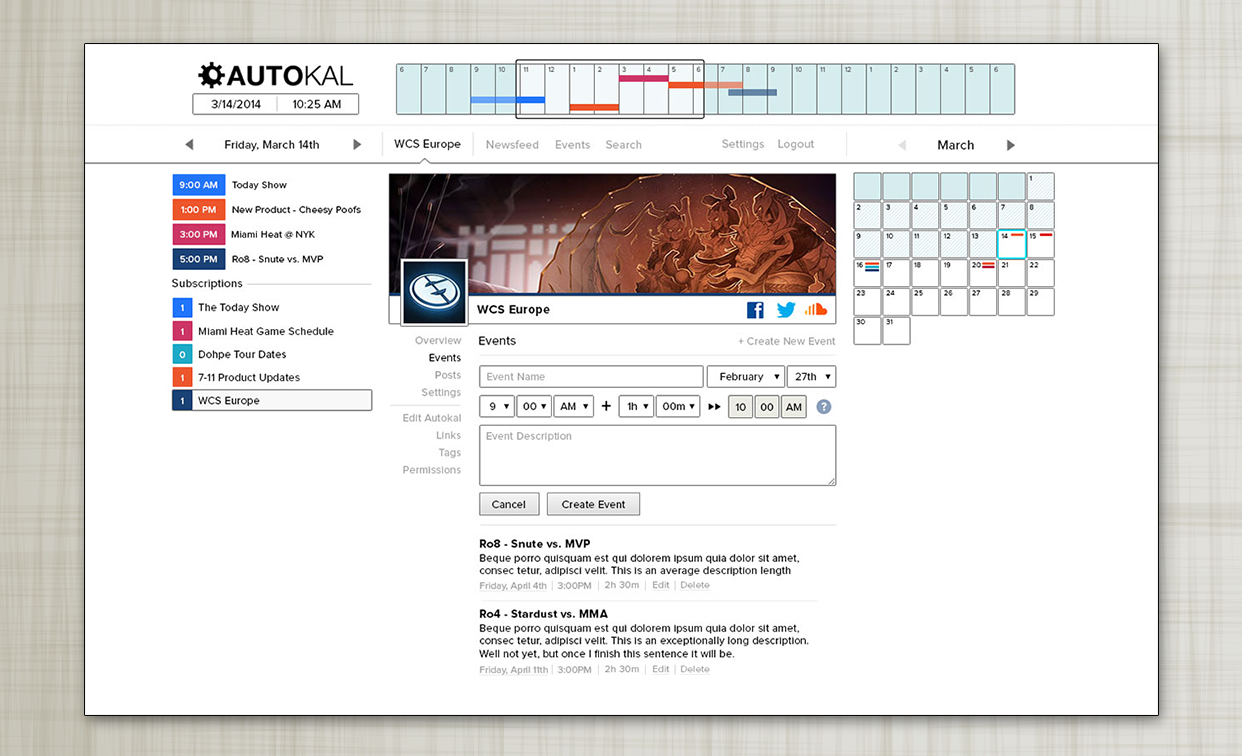 AUTOKAL
3/14/2014 10:25 AM
6 7 8 9 10 11 12 1 2 3 4 5 6 7 8 9 10 11 12 1 2 3 4 5 6
Friday, March 14th
WCS Europe Newsfeed Events Search Settings Logout
March
9:00 AM Today Show
1:00 PM New Product - Cheesy Poofs
3:00 PM Miami Heat @ NYK
5:00 PM Ro8 - Snute vs. MVP
Subscriptions
1 The Today Show
1 Miami Heat Game Schedule
0 Dohpe Tour Dates
1 7-11 Product Updates
1 WCS Europe
WCS Europe
Overview
Events
Posts
Settings
Edit Autokal
Links
Tags
Permissions
Events + Create New Event
Event Name February 27th
9 00 AM + 1h 00m 10 00 AM ?
Event Description
Cancel Create Event
Ro8 - Snute vs. MVP
Beque porro quisquam est qui dolorem ipsum quia dolor sit amet,
consec tetur, adipisci velit. This is an average description length
Friday, April 4th | 3:00PM | 2h 30m | Edit | Delete
Ro4 - Stardust vs. MMA
Beque porro quisquam est qui dolorem ipsum quia dolor sit amet,
consec tetur, adipisci velit. This is an exceptionally long description.
Well not yet, but once I finish this sentence it will be.
Friday, April 11th | 3:00PM | 2h 30m | Edit | Delete
1
2 3 4 5 6 7 8
9 10 11 12 13 14 15
16 17 18 19 20 21 22
23 24 25 26 27 28 29
30 31